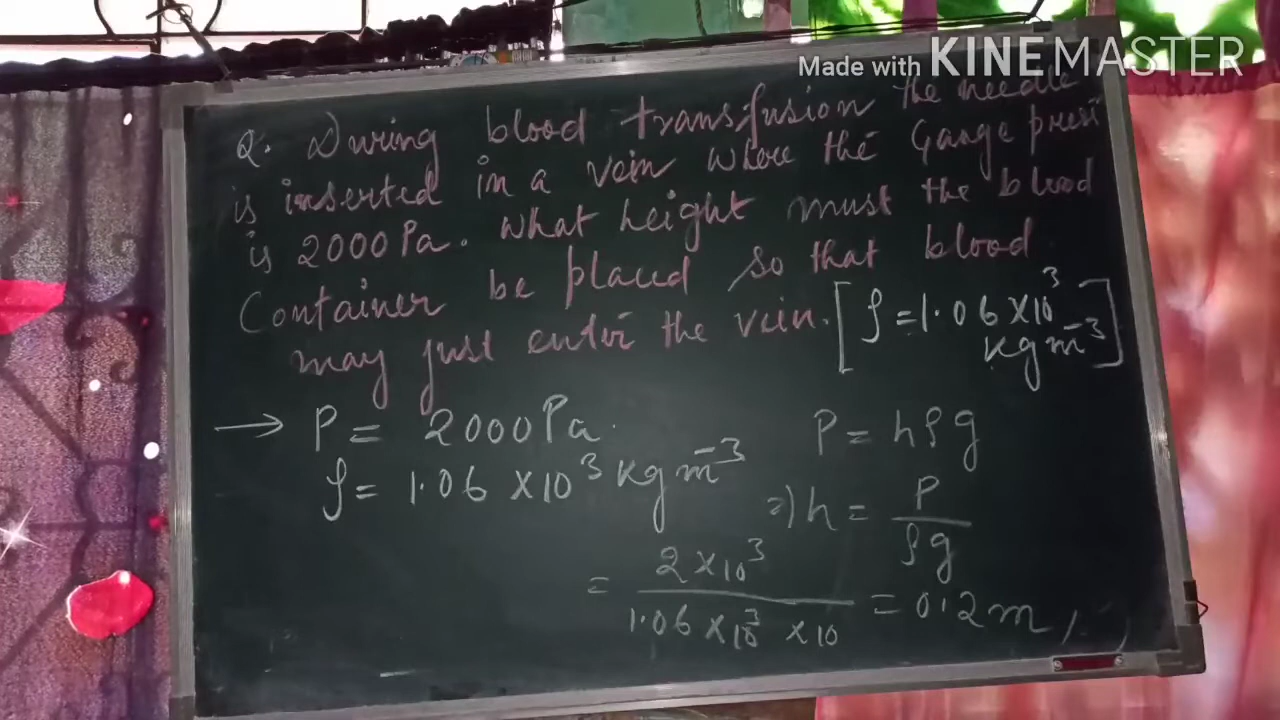 Made with KINEMASTER
Q. During blood transfusion the needle
is inserted in a vein where the Gauge press
is 2000 Pa. What height must the blood
Container be placed so that blood
may just enter the vein. [ρ = 1.06 × 10³
kg m⁻³]
→ P = 2000 Pa.
ρ = 1.06 × 10³ kg m⁻³
P = hρg
⇒ h = P/ρg
= 2 × 10³ / 1.06 × 10³ × 10 = 0.2 m